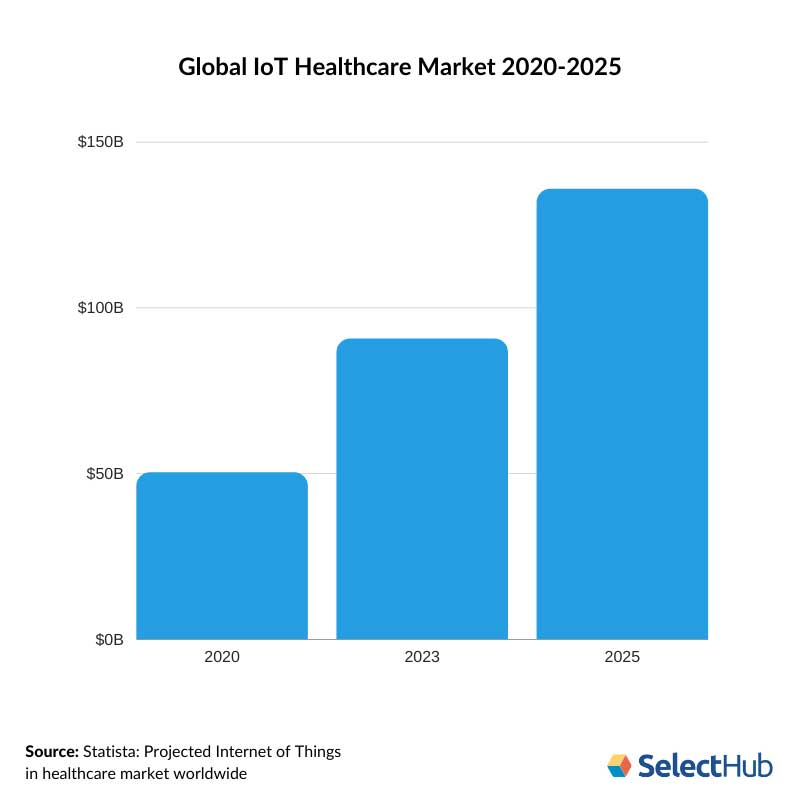 Global IoT Healthcare Market 2020-2025
$150B
$100B
$50B
$0B
2020
2023
2025
Source: Statista: Projected Internet of Things
in healthcare market worldwide
SelectHub